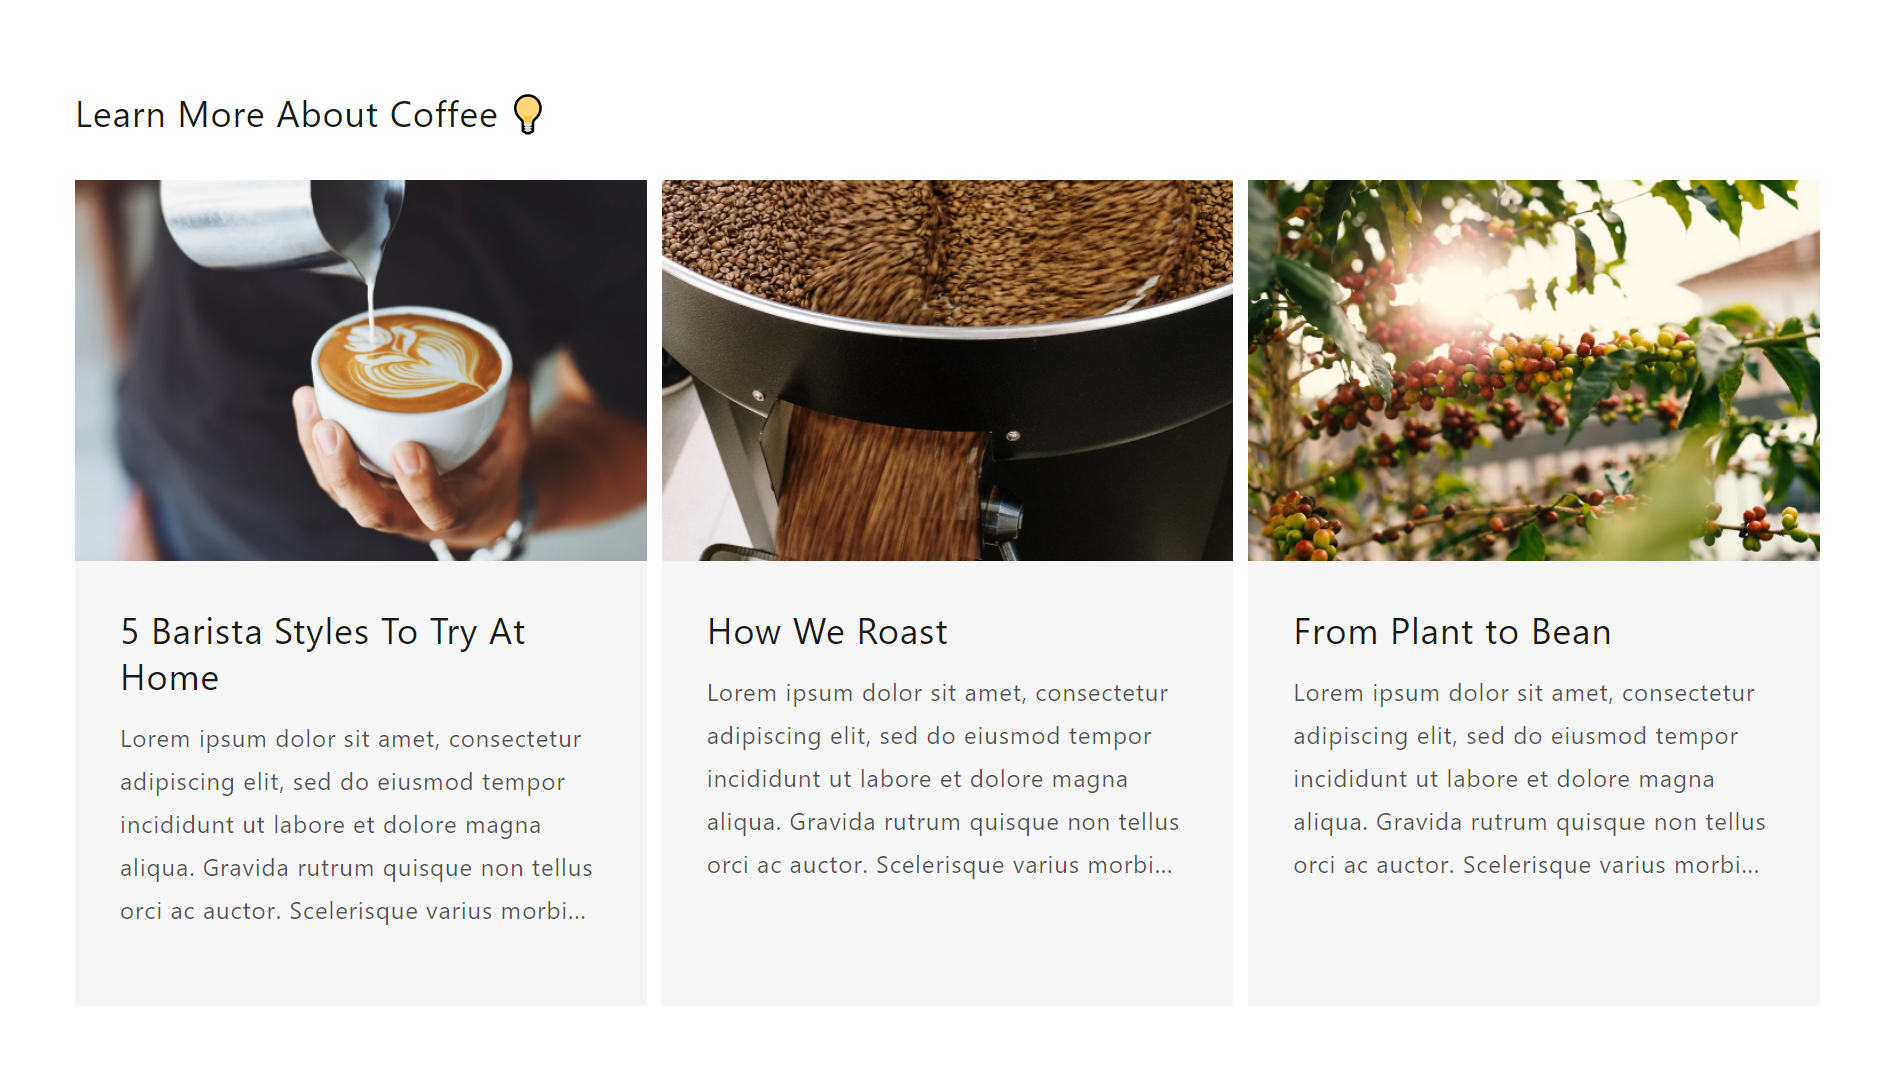 Learn More About Coffee 💡
5 Barista Styles To Try At
Home
Lorem ipsum dolor sit amet, consectetur
adipiscing elit, sed do eiusmod tempor
incididunt ut labore et dolore magna
aliqua. Gravida rutrum quisque non tellus
orci ac auctor. Scelerisque varius morbi...
How We Roast
Lorem ipsum dolor sit amet, consectetur
adipiscing elit, sed do eiusmod tempor
incididunt ut labore et dolore magna
aliqua. Gravida rutrum quisque non tellus
orci ac auctor. Scelerisque varius morbi...
From Plant to Bean
Lorem ipsum dolor sit amet, consectetur
adipiscing elit, sed do eiusmod tempor
incididunt ut labore et dolore magna
aliqua. Gravida rutrum quisque non tellus
orci ac auctor. Scelerisque varius morbi...